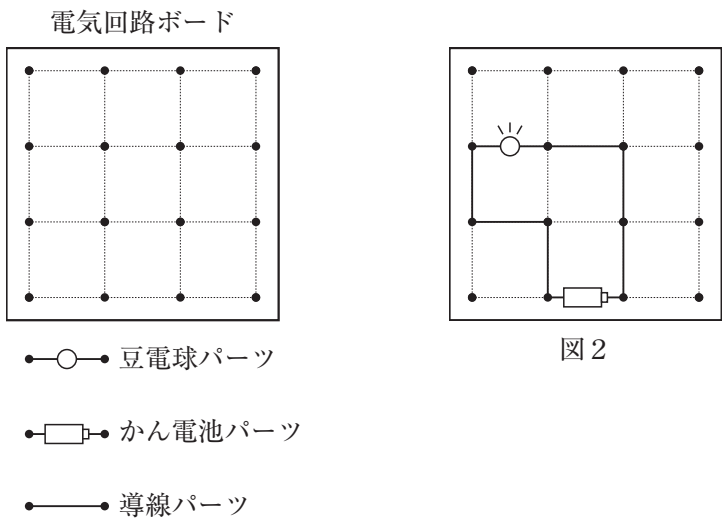 電気回路ボード
図２
豆電球パーツ
かん電池パーツ
導線パーツ